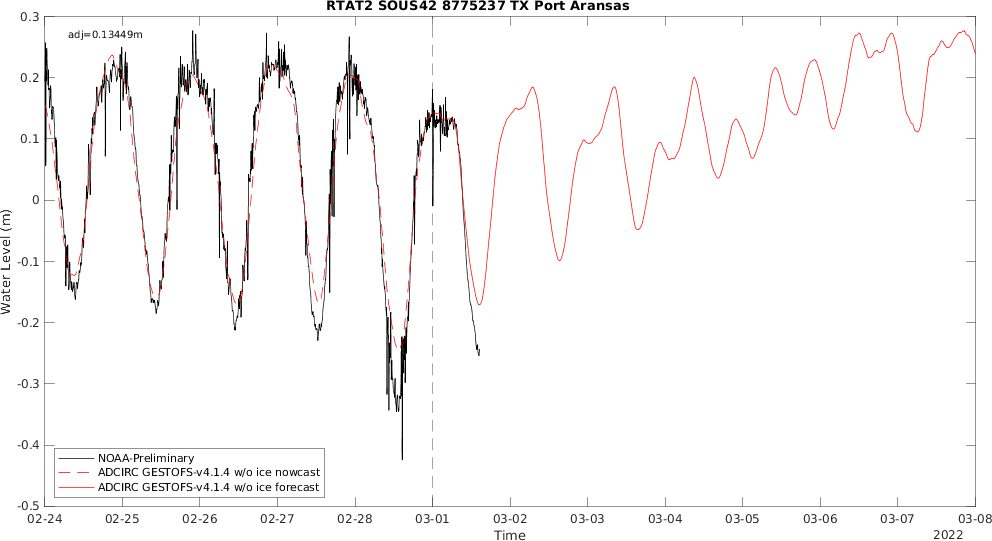 RTAT2 SOUS42 8775237 TX Port Aransas
adj=0.13449m
0.3
0.2
0.1
0
-0.1
-0.2
-0.3
-0.4
-0.5
Water Level (m)
NOAA-Preliminary
ADCIRC GESTOFS-v4.1.4 w/o ice nowcast
ADCIRC GESTOFS-v4.1.4 w/o ice forecast
02-24 02-25 02-26 02-27 02-28 03-01 03-02 03-03 03-04 03-05 03-06 03-07 03-08
Time
2022